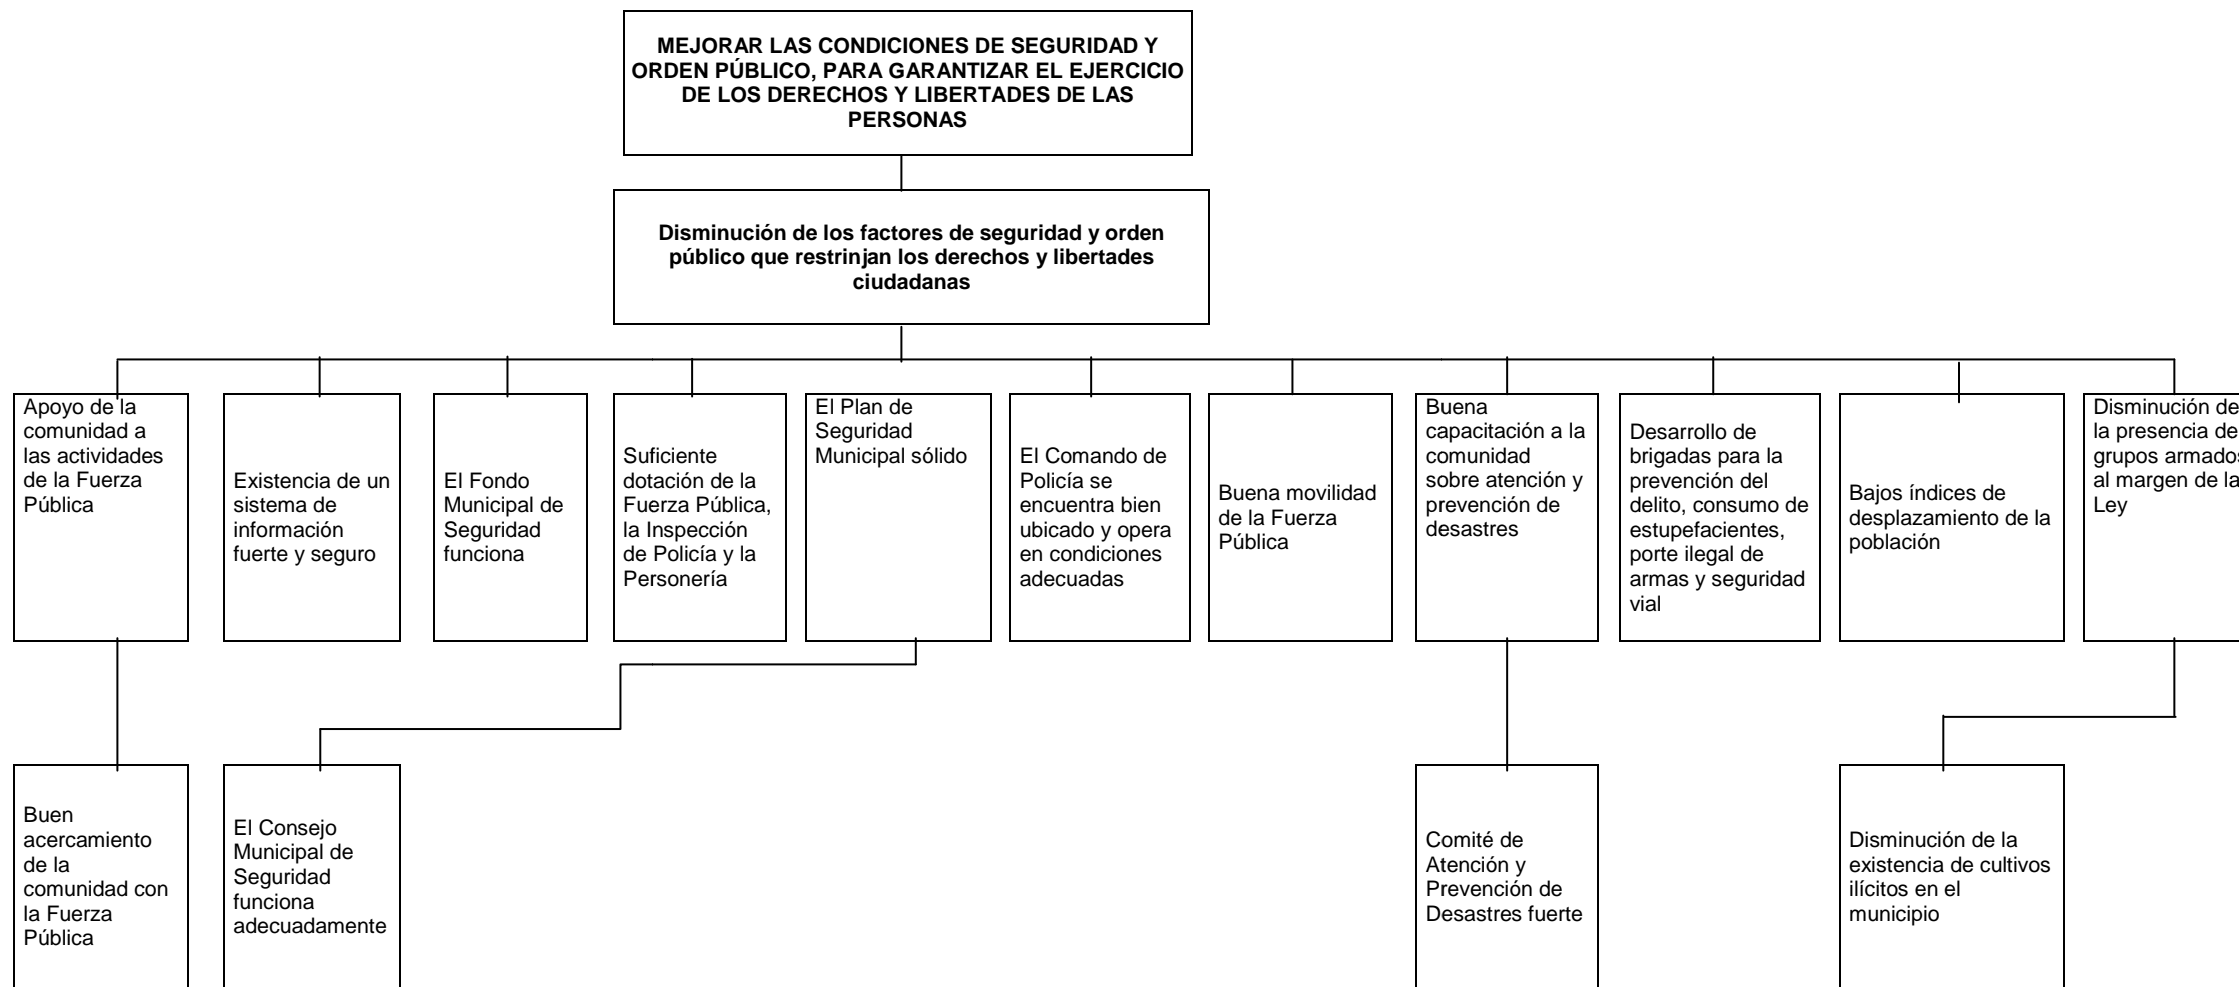 MEJORAR LAS CONDICIONES DE SEGURIDAD Y
ORDEN PÚBLICO, PARA GARANTIZAR EL EJERCICIO
DE LOS DERECHOS Y LIBERTADES DE LAS
PERSONAS
Disminución de los factores de seguridad y orden
público que restrinjan los derechos y libertades
ciudadanas
Apoyo de la
comunidad a
las actividades
de la Fuerza
Pública
Existencia de un
sistema de
información
fuerte y seguro
El Fondo
Municipal de
Seguridad
funciona
Suficiente
dotación de la
Fuerza Pública,
la Inspección
de Policía y la
Personería
El Plan de
Seguridad
Municipal sólido
El Comando de
Policía se
encuentra bien
ubicado y opera
en condiciones
adecuadas
Buena movilidad
de la Fuerza
Pública
Buena
capacitación a la
comunidad
sobre atención y
prevención de
desastres
Desarrollo de
brigadas para la
prevención del
delito, consumo de
estupefacientes,
porte ilegal de
armas y seguridad
vial
Bajos índices de
desplazamiento de la
población
Disminución de
la presencia de
grupos armados
al margen de la
Ley
Buen
acercamiento
de la
comunidad con
la Fuerza
Pública
El Consejo
Municipal de
Seguridad
funciona
adecuadamente
Comité de
Atención y
Prevención de
Desastres fuerte
Disminución de la
existencia de cultivos
ilícitos en el
municipio